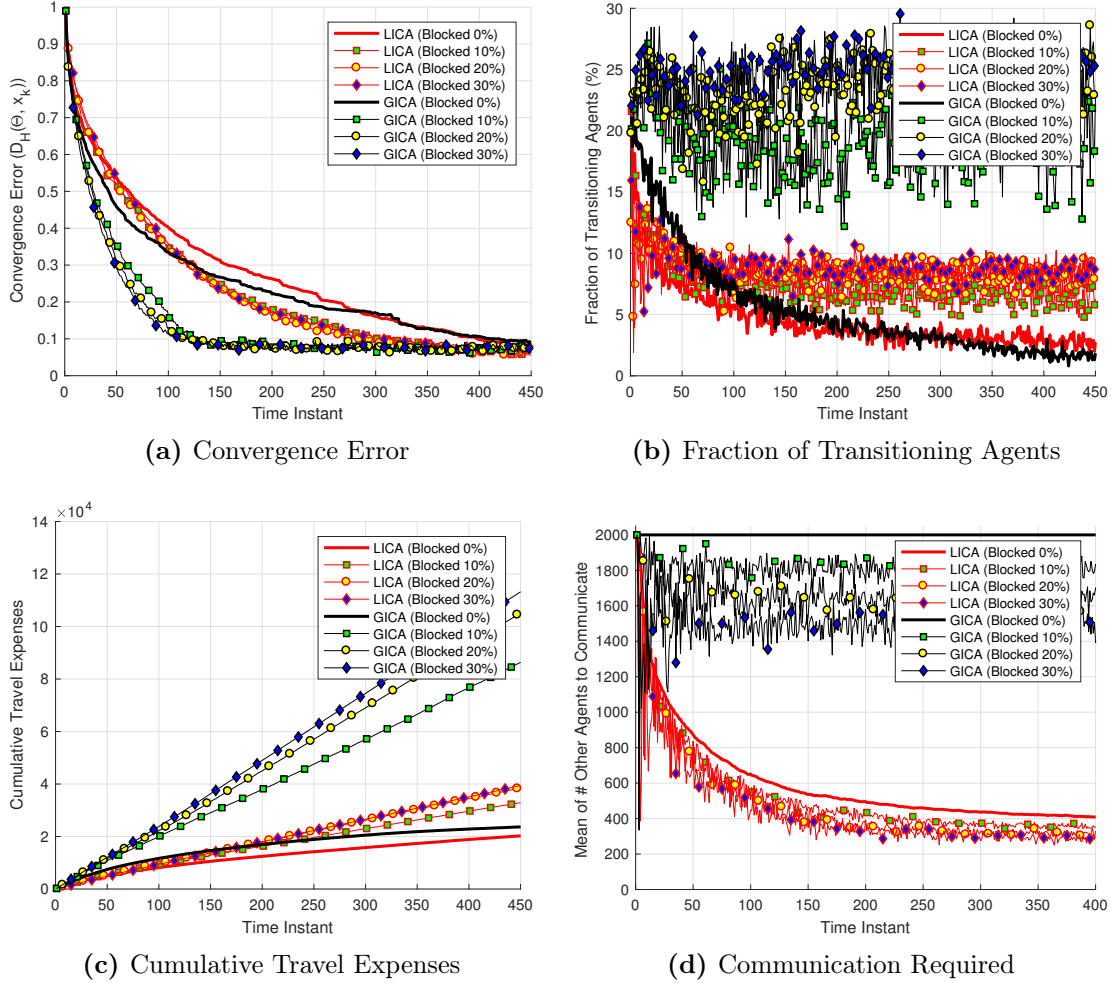 Convergence Error (D_H(Θ, x_k))
1
0.9
0.8
0.7
0.6
0.5
0.4
0.3
0.2
0.1
0
0 50 100 150 200 250 300 350 400 450
Time Instant
LICA (Blocked 0%)
LICA (Blocked 10%)
LICA (Blocked 20%)
LICA (Blocked 30%)
GICA (Blocked 0%)
GICA (Blocked 10%)
GICA (Blocked 20%)
GICA (Blocked 30%)
(a) Convergence Error
Fraction of Transitioning Agents (%)
30
25
20
15
10
5
0
0 50 100 150 200 250 300 350 400 450
Time Instant
LICA (Blocked 0%)
LICA (Blocked 10%)
LICA (Blocked 20%)
LICA (Blocked 30%)
GICA (Blocked 0%)
GICA (Blocked 10%)
GICA (Blocked 20%)
GICA (Blocked 30%)
(b) Fraction of Transitioning Agents
Cumulative Travel Expenses
×10^4
14
12
10
8
6
4
2
0
0 50 100 150 200 250 300 350 400 450
Time Instant
LICA (Blocked 0%)
LICA (Blocked 10%)
LICA (Blocked 20%)
LICA (Blocked 30%)
GICA (Blocked 0%)
GICA (Blocked 10%)
GICA (Blocked 20%)
GICA (Blocked 30%)
(c) Cumulative Travel Expenses
Mean of # Other Agents to Communicate
2000
1800
1600
1400
1200
1000
800
600
400
200
0
0 50 100 150 200 250 300 350 400
Time Instant
LICA (Blocked 0%)
LICA (Blocked 10%)
LICA (Blocked 20%)
LICA (Blocked 30%)
GICA (Blocked 0%)
GICA (Blocked 10%)
GICA (Blocked 20%)
GICA (Blocked 30%)
(d) Communication Required